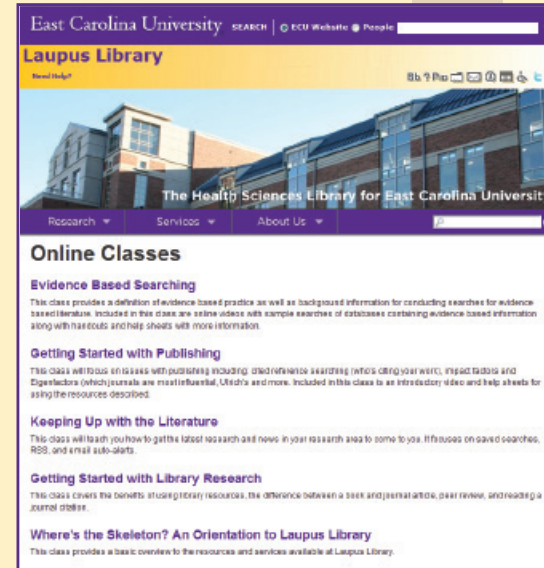 East Carolina University SEARCH ECU Website People
Laupus Library
Need Help?
The Health Sciences Library for East Carolina Universit
Research Services About Us
Online Classes
Evidence Based Searching
This class provides a definition of evidence based practice as well as background information for conducting searches for evidence
based literature. Included in this class are online videos with sample searches of databases containing evidence based information
along with handouts and help sheets with more information.
Getting Started with Publishing
This class will focus on issues with publishing including: cited reference searching (who's citing your work), impact factors and
Eigenfactors (which journals are most influential, Ulrich's and more. Included in this class is an introductory video and help sheets for
using the resources described.
Keeping Up with the Literature
This class will teach you how to get the latest research and news in your research area to come to you. It focuses on saved searches,
RSS, and email auto-alerts.
Getting Started with Library Research
This class covers the benefits of using library resources, the difference between a book and journal article, peer review, and reading a
journal citation.
Where's the Skeleton? An Orientation to Laupus Library
This class provides a basic overview to the resources and services available at Laupus Library.